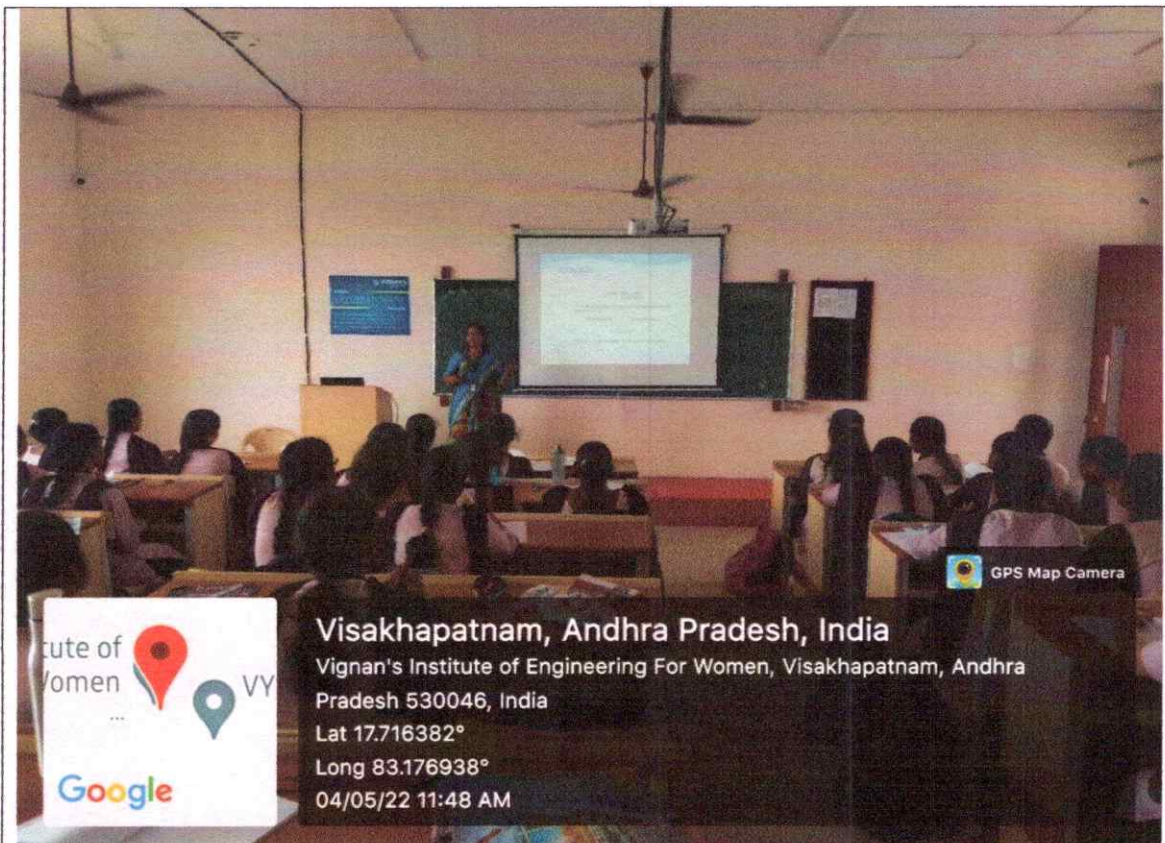 GPS Map Camera
Visakhapatnam, Andhra Pradesh, India
Vignan's Institute of Engineering For Women, Visakhapatnam, Andhra
Pradesh 530046, India
Lat 17.716382°
Long 83.176938°
04/05/22 11:48 AM
tute of
VY
...
Google